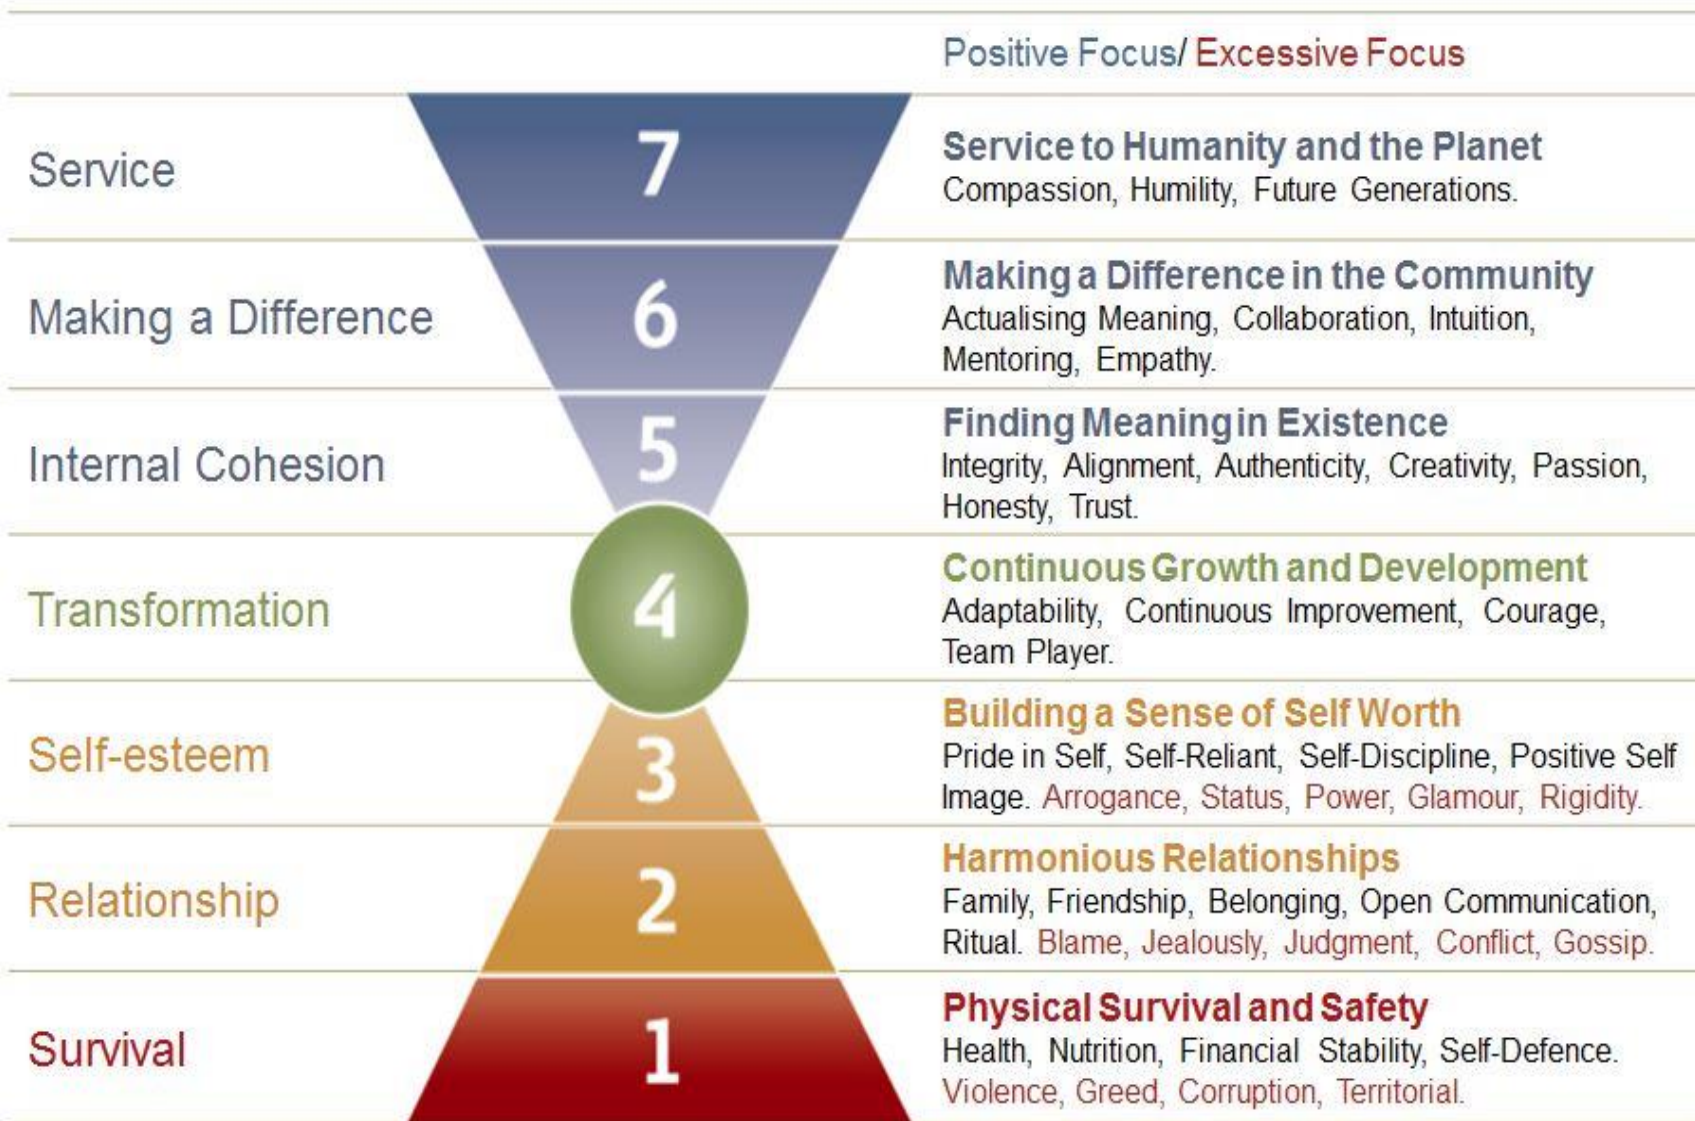 Positive Focus/ Excessive Focus
Service
7
Service to Humanity and the Planet
Compassion, Humility, Future Generations.
Making a Difference
6
Making a Difference in the Community
Actualising Meaning, Collaboration, Intuition,
Mentoring, Empathy.
Internal Cohesion
5
Finding Meaning in Existence
Integrity, Alignment, Authenticity, Creativity, Passion,
Honesty, Trust.
Transformation
4
Continuous Growth and Development
Adaptability, Continuous Improvement, Courage,
Team Player.
Self-esteem
3
Building a Sense of Self Worth
Pride in Self, Self-Reliant, Self-Discipline, Positive Self
Image. Arrogance, Status, Power, Glamour, Rigidity.
Relationship
2
Harmonious Relationships
Family, Friendship, Belonging, Open Communication,
Ritual. Blame, Jealously, Judgment, Conflict, Gossip.
Survival
1
Physical Survival and Safety
Health, Nutrition, Financial Stability, Self-Defence.
Violence, Greed, Corruption, Territorial.